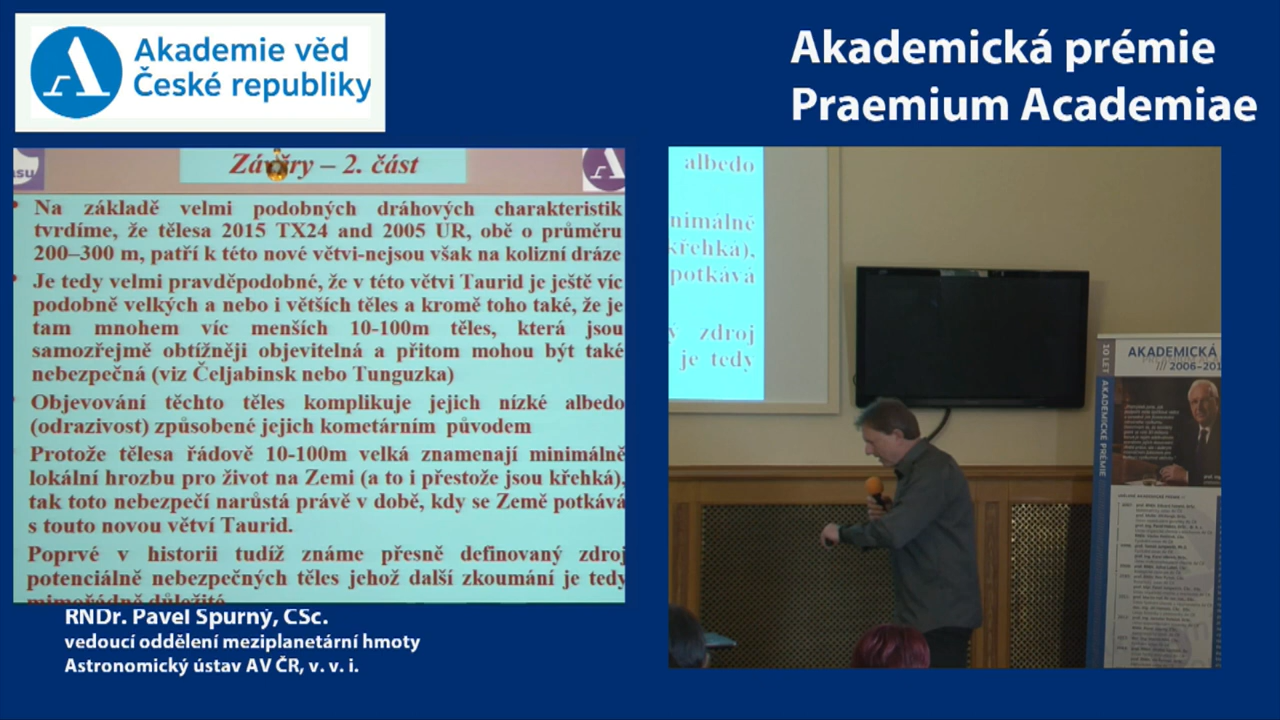 Akademie věd
České republiky
Akademická prémie
Praemium Academiae
Závěry – 2. část
Na základě velmi podobných dráhových charakteristik
tvrdíme, že tělesa 2015 TX24 and 2005 UR, obě o průměru
200–300 m, patří k této nové větvi-nejsou však na kolizní dráze
Je tedy velmi pravděpodobné, že v této větvi Taurid je ještě víc
podobně velkých a nebo i větších těles a kromě toho také, že je
tam mnohem víc menších 10-100m těles, která jsou
samozřejmě obtížněji objevitelná a přitom mohou být také
nebezpečná (viz Čeljabinsk nebo Tunguzka)
Objevování těchto těles komplikuje jejich nízké albedo
(odrazivost) způsobené jejich kometárním původem
Protože tělesa řádově 10-100m velká znamenají minimálně
lokální hrozbu pro život na Zemi (a to i přestože jsou křehká),
tak toto nebezpečí narůstá právě v době, kdy se Země potkává
s touto novou větví Taurid.
Poprvé v historii tudíž známe přesně definovaný zdroj
potenciálně nebezpečných těles jehož další zkoumání je tedy
mimořádně důležité
RNDr. Pavel Spurný, CSc.
vedoucí oddělení meziplanetární hmoty
Astronomický ústav AV ČR, v. v. i.
albedo
nimálně
křehká),
potkává
ý zdroj
je tedy
AKADEMICKÁ
/// 2006–201
10 LET AKADEMICKÉ PRÉMIE